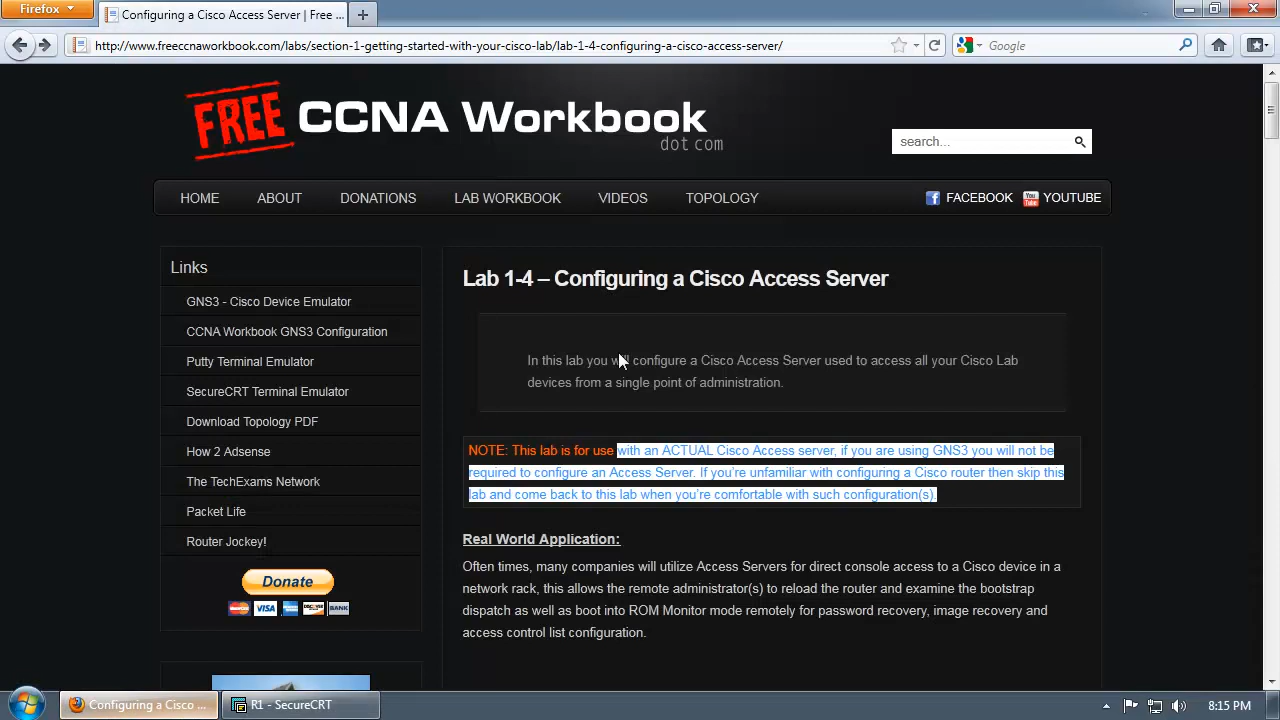 Firefox
Configuring a Cisco Access Server | Free ...
http://www.freeccnaworkbook.com/labs/section-1-getting-started-with-your-cisco-lab/lab-1-4-configuring-a-cisco-access-server/
Google
FREE CCNA Workbook
dot com
search...
HOME ABOUT DONATIONS LAB WORKBOOK VIDEOS TOPOLOGY FACEBOOK You Tube YOUTUBE
Links
GNS3 - Cisco Device Emulator
CCNA Workbook GNS3 Configuration
Putty Terminal Emulator
SecureCRT Terminal Emulator
Download Topology PDF
How 2 Adsense
The TechExams Network
Packet Life
Router Jockey!
Donate
VISA BANK
Lab 1-4 – Configuring a Cisco Access Server
In this lab you will configure a Cisco Access Server used to access all your Cisco Lab
devices from a single point of administration.
NOTE: This lab is for use with an ACTUAL Cisco Access server, if you are using GNS3 you will not be
required to configure an Access Server. If you're unfamiliar with configuring a Cisco router then skip this
lab and come back to this lab when you're comfortable with such configuration(s).
Real World Application:
Often times, many companies will utilize Access Servers for direct console access to a Cisco device in a
network rack, this allows the remote administrator(s) to reload the router and examine the bootstrap
dispatch as well as boot into ROM Monitor mode remotely for password recovery, image recovery and
access control list configuration.
Configuring a Cisco ...
R1 - SecureCRT
8:15 PM